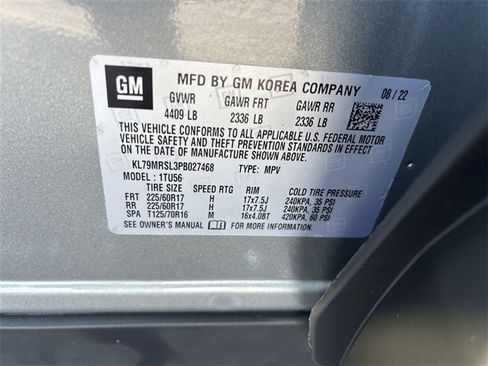 GM
MFD BY GM KOREA COMPANY 08/22
GVWR GAWR FRT GAWR RR
4409 LB 2336 LB 2336 LB
THIS VEHICLE CONFORMS TO ALL APPLICABLE U.S. FEDERAL MOTOR
VEHICLE SAFETY AND THEFT PREVENTION STANDARDS IN EFFECT ON
THE DATE OF MANUFACTURE SHOWN ABOVE.
KL79MRSL3PB027468 TYPE: MPV
MODEL: 1TU56
SPEED RTG RIM COLD TIRE PRESSURE
FRT 225/60R17 H 17x7.5J 240KPA, 35 PSI
RR 225/60R17 H 17x7.5J 240KPA, 35 PSI
SPA T125/70R16 M 16x4.0BT 420KPA, 60 PSI
SEE OWNER'S MANUAL FOR MORE INFORMATION.